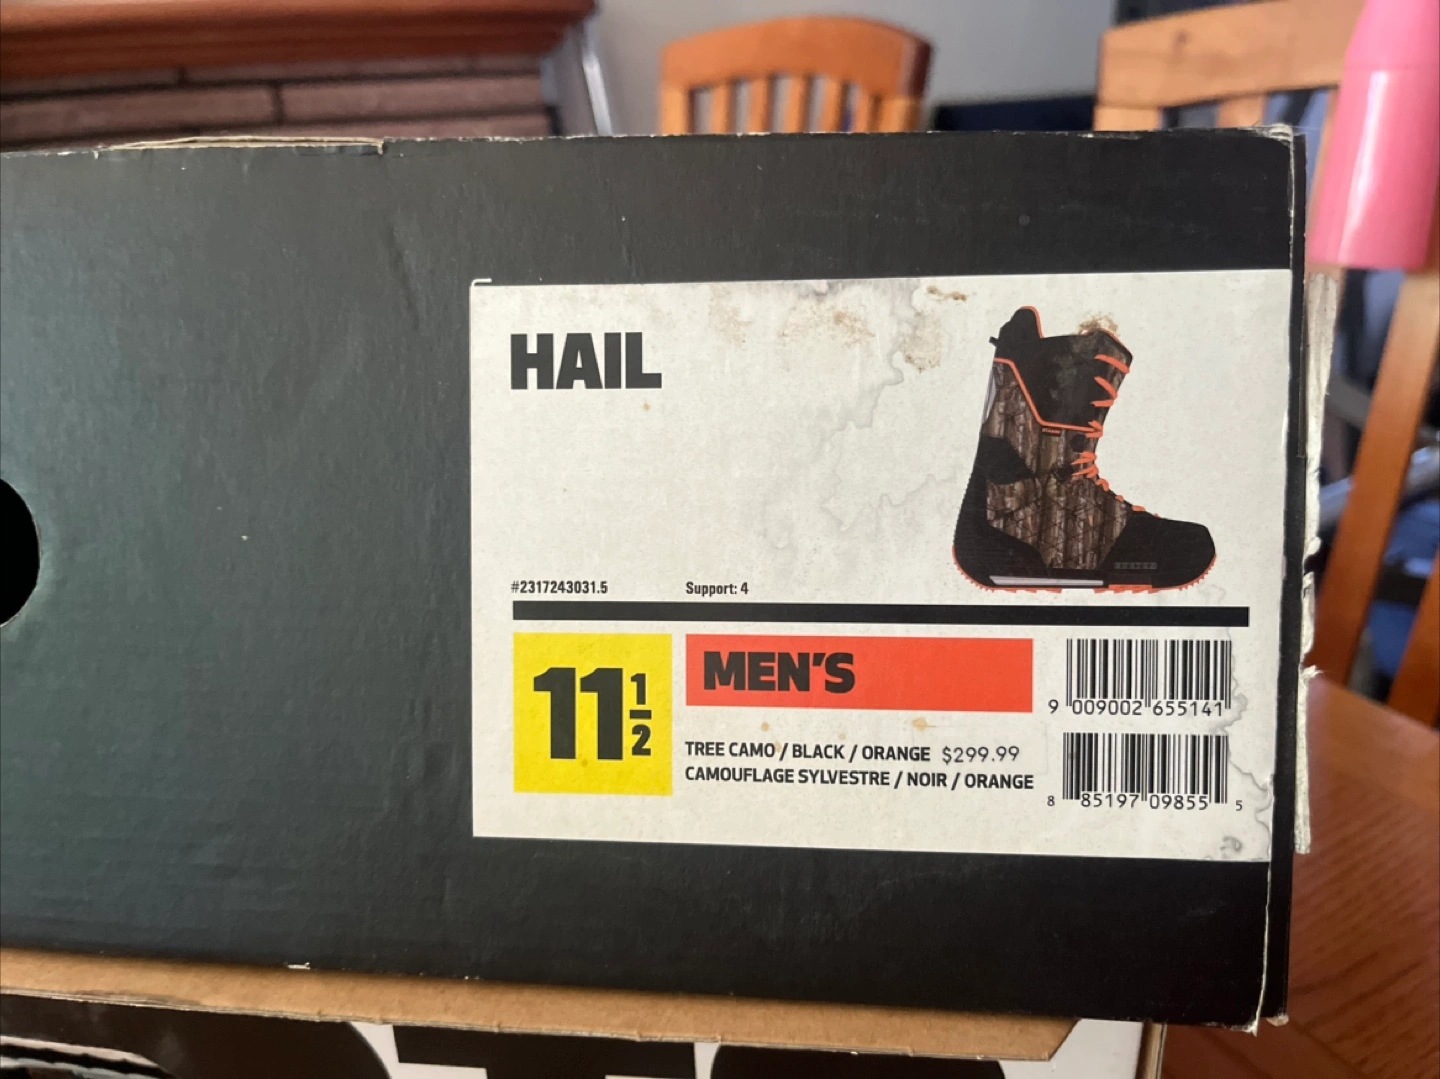 HAIL
#2317243031.5 Support: 4
11 1/2
MEN'S
TREE CAMO / BLACK / ORANGE $299.99
CAMOUFLAGE SYLVESTRE / NOIR / ORANGE
9 009002 655141
8 85197 09855 5
BURTON